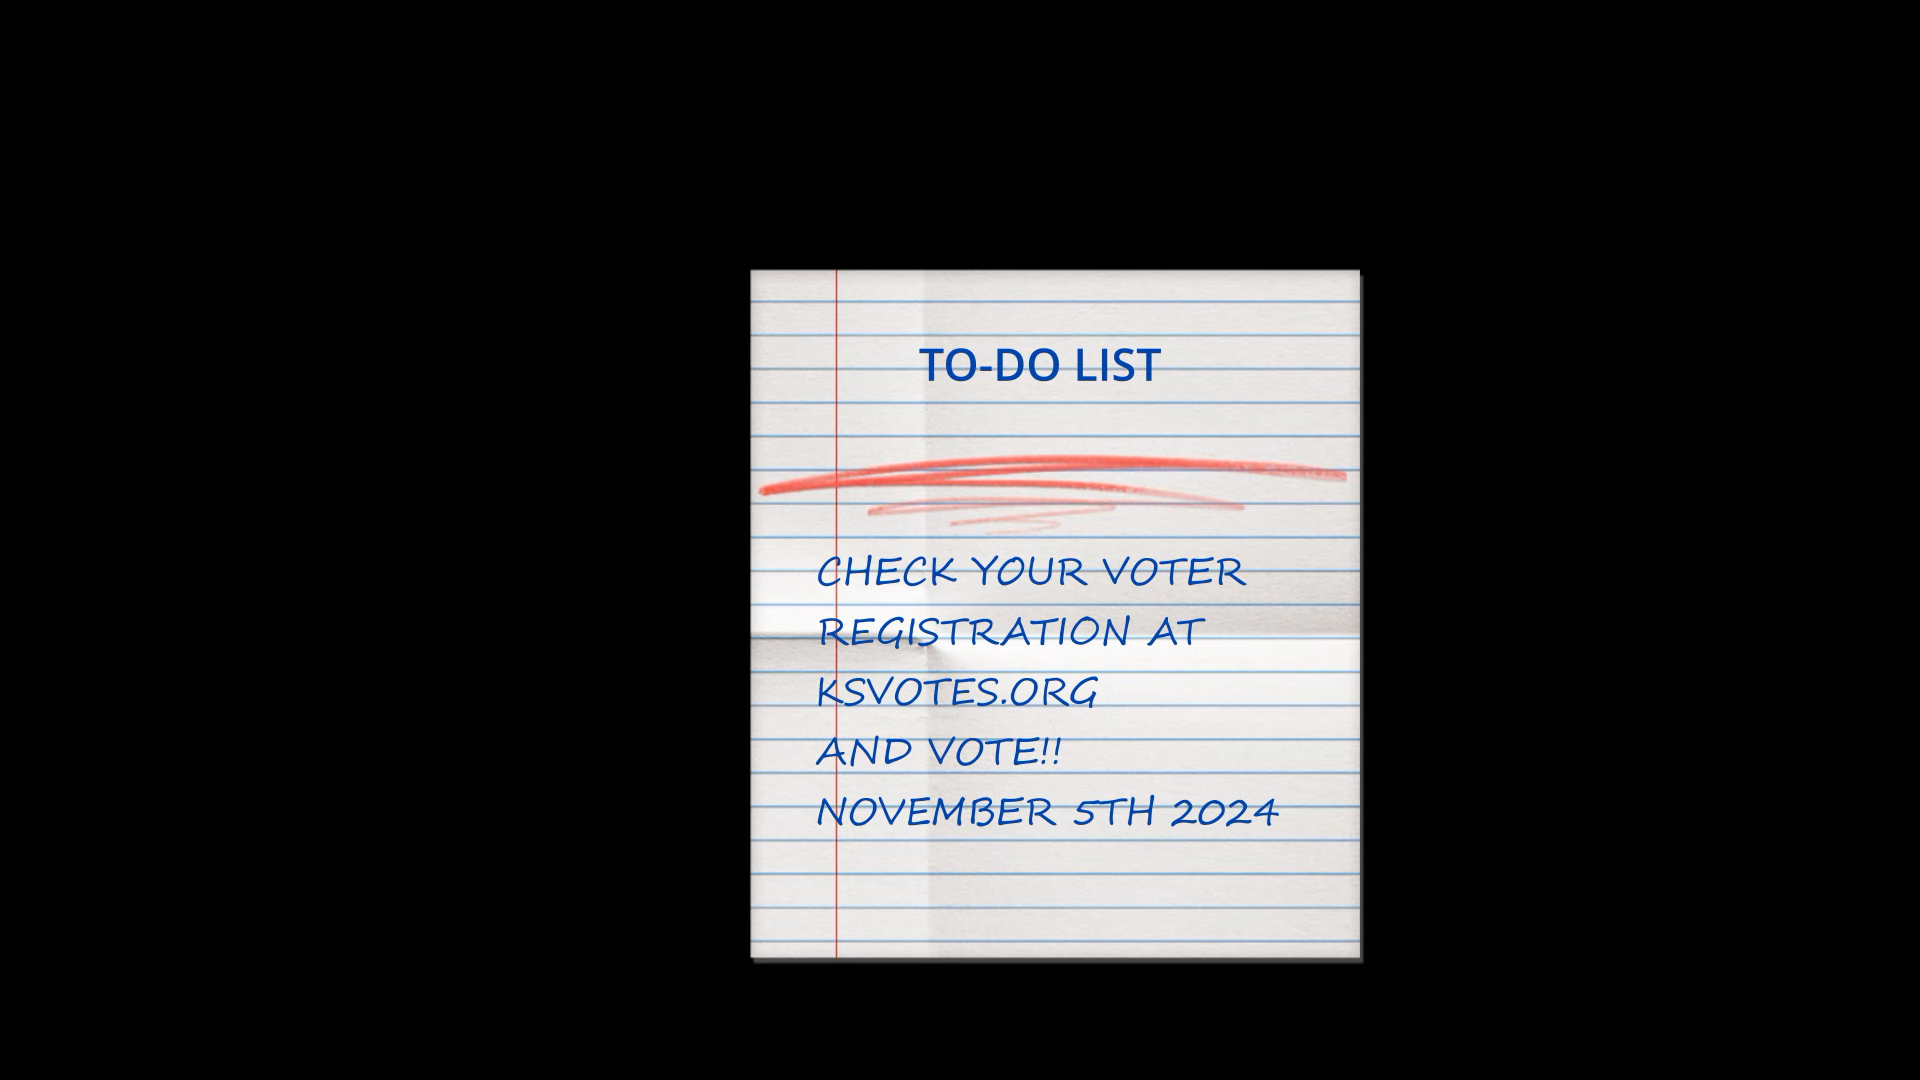 TO-DO LIST
CHECK YOUR VOTER
REGISTRATION AT
KSVOTES.ORG
AND VOTE!!
NOVEMBER 5TH 2024